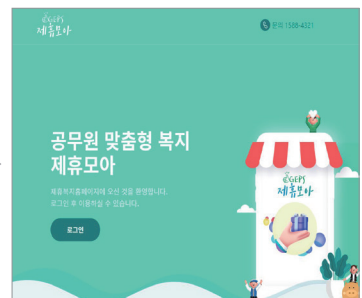 GEPS
제휴모아
문의 1588-4321
공무원 맞춤형 복지
제휴모아
제휴복지홈페이지에 오신 것을 환영합니다.
로그인 후 이용하실 수 있습니다.
로그인
GEPS
제휴모아